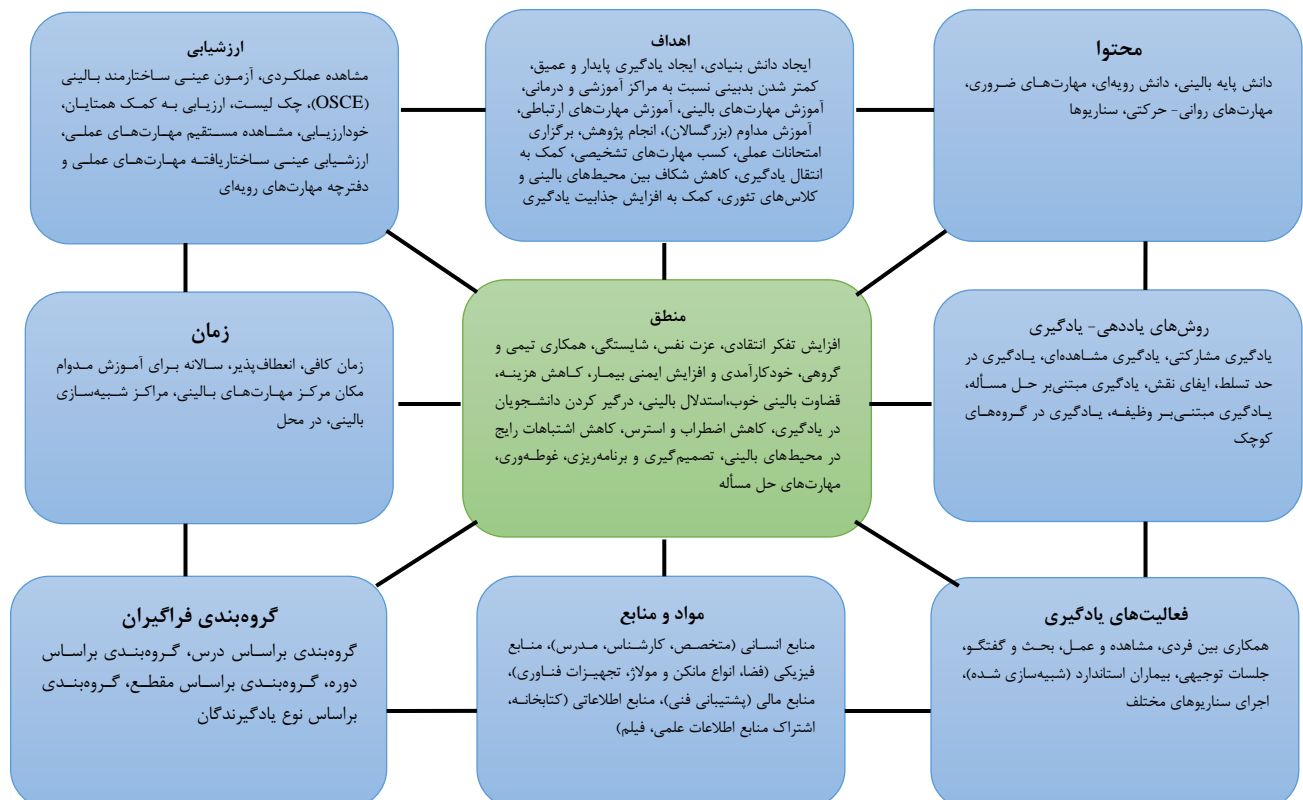 محتوا
دانش پایه بالینی، دانش رویه‌ای، مهارت‌های ضروری،
مهارت‌های روانی- حرکتی، سناریوها
اهداف
ایجاد دانش بنیادی، ایجاد یادگیری پایدار و عمیق،
کمتر شدن بدبینی نسبت به مراکز آموزشی و درمانی،
آموزش مهارت‌های بالینی، آموزش مهارت‌های ارتباطی،
آموزش مداوم (بزرگسالان)، انجام پژوهش، برگزاری
امتحانات عملی، کسب مهارت‌های تشخیصی، کمک به
انتقال یادگیری، کاهش شکاف بین محیط‌های بالینی و
کلاس‌های تئوری، کمک به افزایش جذابیت یادگیری
ارزشیابی
مشاهده عملکردی، آزمون عینی ساختارمند بالینی
(OSCE)، چک لیست، ارزیابی به کمک همتایان،
خودارزیابی، مشاهده مستقیم مهارت‌های عملی،
ارزشیابی عینی ساختاریافته مهارت‌های عملی و
دفترچه مهارت‌های رویه‌ای
روش‌های یاددهی- یادگیری
یادگیری مشارکتی، یادگیری مشاهده‌ای، یادگیری در
حد تسلط، ایفای نقش، یادگیری مبتنی‌بر حل مسأله،
یادگیری مبتنی‌بر وظیفه، یادگیری در گروه‌های
کوچک
منطق
افزایش تفکر انتقادی، عزت نفس، شایستگی، همکاری تیمی و
گروهی، خودکارآمدی و افزایش ایمنی بیمار، کاهش هزینه،
قضاوت بالینی خوب،استدلال بالینی، درگیر کردن دانشجویان
در یادگیری، کاهش اضطراب و استرس، کاهش اشتباهات رایج
در محیط‌های بالینی، تصمیم‌گیری و برنامه‌ریزی، غوطه‌وری،
مهارت‌های حل مسأله
زمان
زمان کافی، انعطاف‌پذیر، سالانه برای آموزش مدوام
مکان مرکز مهارت‌های بالینی، مراکز شبیه‌سازی
بالینی، در محل
فعالیت‌های یادگیری
همکاری بین فردی، مشاهده و عمل، بحث و گفتگو،
جلسات توجیهی، بیماران استاندارد (شبیه‌سازی شده)،
اجرای سناریوهای مختلف
مواد و منابع
منابع انسانی (متخصص، کارشناس، مدرس)، منابع
فیزیکی (فضا، انواع مانکن و مولاژ، تجهیزات فناوری)،
منابع مالی (پشتیبانی فنی)، منابع اطلاعاتی (کتابخانه،
اشتراک منابع اطلاعات علمی، فیلم)
گروه‌بندی فراگیران
گروه‌بندی براساس درس، گروه‌بندی براساس
دوره، گروه‌بندی براساس مقطع، گروه‌بندی
براساس نوع یادگیرندگان